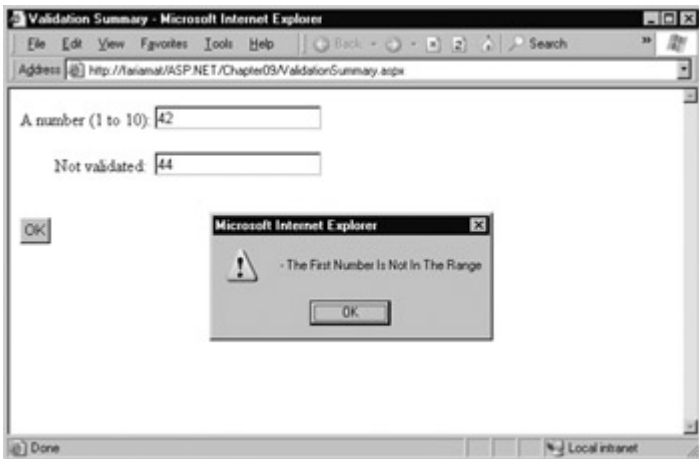 Validation Summary - Microsoft Internet Explorer
File Edit View Favorites Tools Help Back Search
Address http://fariamat/ASP.NET/Chapter09/ValidationSummary.aspx
A number (1 to 10): 42
Not validated: 44
OK
Microsoft Internet Explorer
- The First Number Is Not In The Range
OK
Done Local intranet